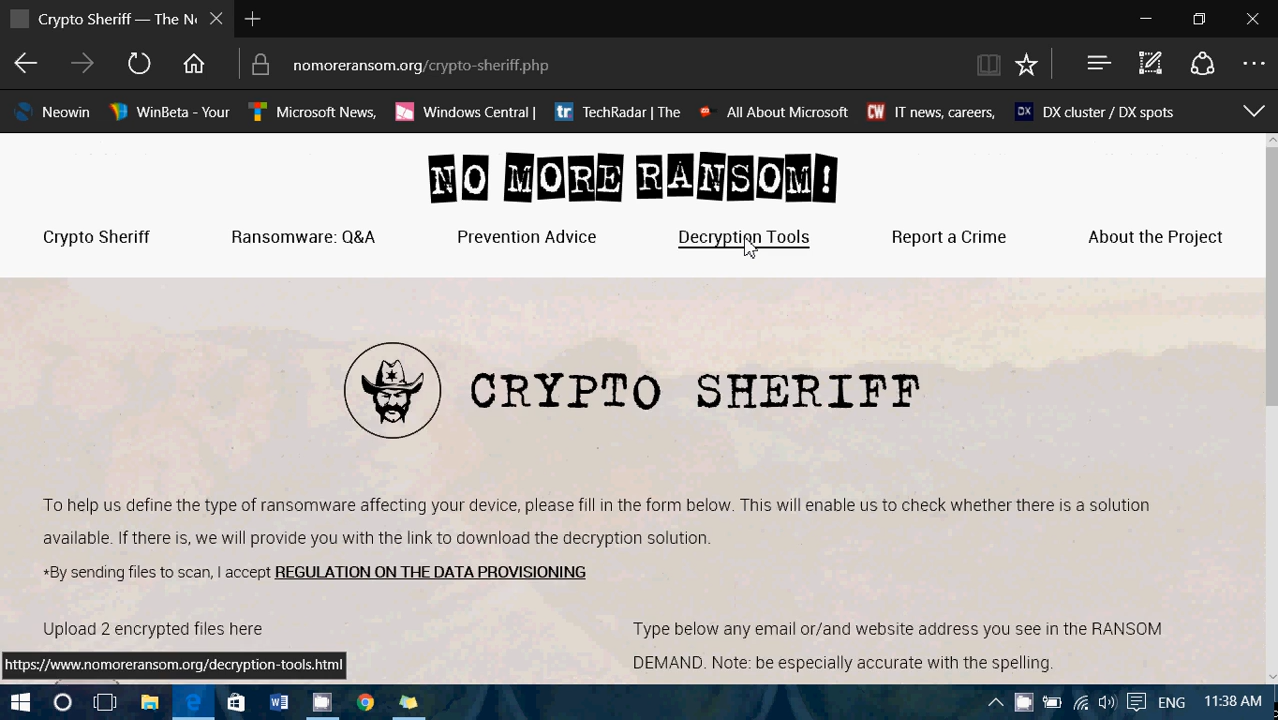 Crypto Sheriff — The N
nomoreransom.org/crypto-sheriff.php
Neowin WinBeta - Your Microsoft News, Windows Central | TechRadar | The All About Microsoft IT news, careers, DX cluster / DX spots
NO MORE RANSOM!
Crypto Sheriff Ransomware: Q&A Prevention Advice Decryption Tools Report a Crime About the Project
CRYPTO SHERIFF
To help us define the type of ransomware affecting your device, please fill in the form below. This will enable us to check whether there is a solution
available. If there is, we will provide you with the link to download the decryption solution.
*By sending files to scan, I accept REGULATION ON THE DATA PROVISIONING
Upload 2 encrypted files here
Type below any email or/and website address you see in the RANSOM
DEMAND. Note: be especially accurate with the spelling.
https://www.nomoreransom.org/decryption-tools.html
ENG 11:38 AM